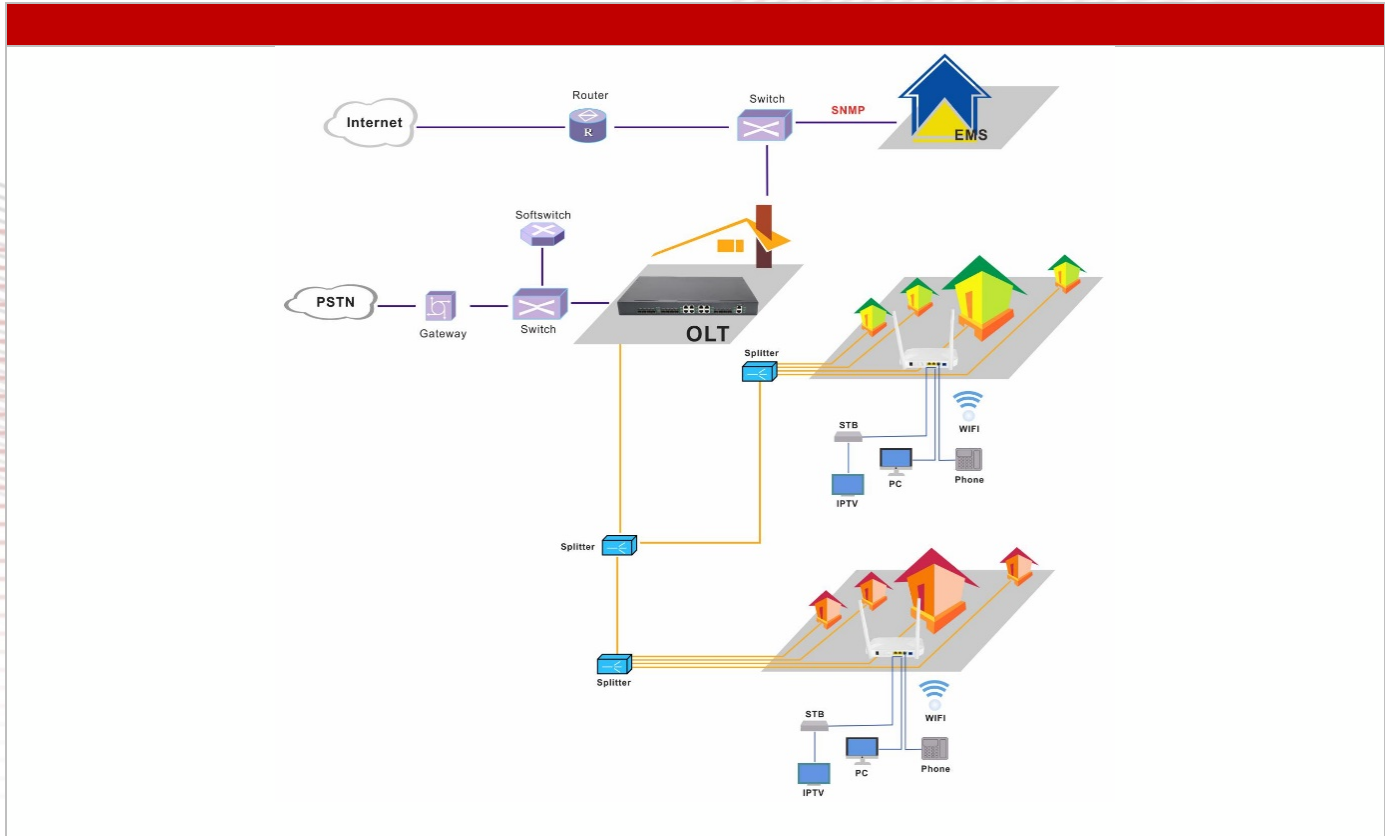 Router
Switch
Internet
SNMP
R
EMS
Softswitch
PSTN
Gateway
Switch
OLT
Splitter
WIFI
STB
PC
Phone
IPTV
Splitter
Splitter
WIFI
STB
PC
Phone
IPTV